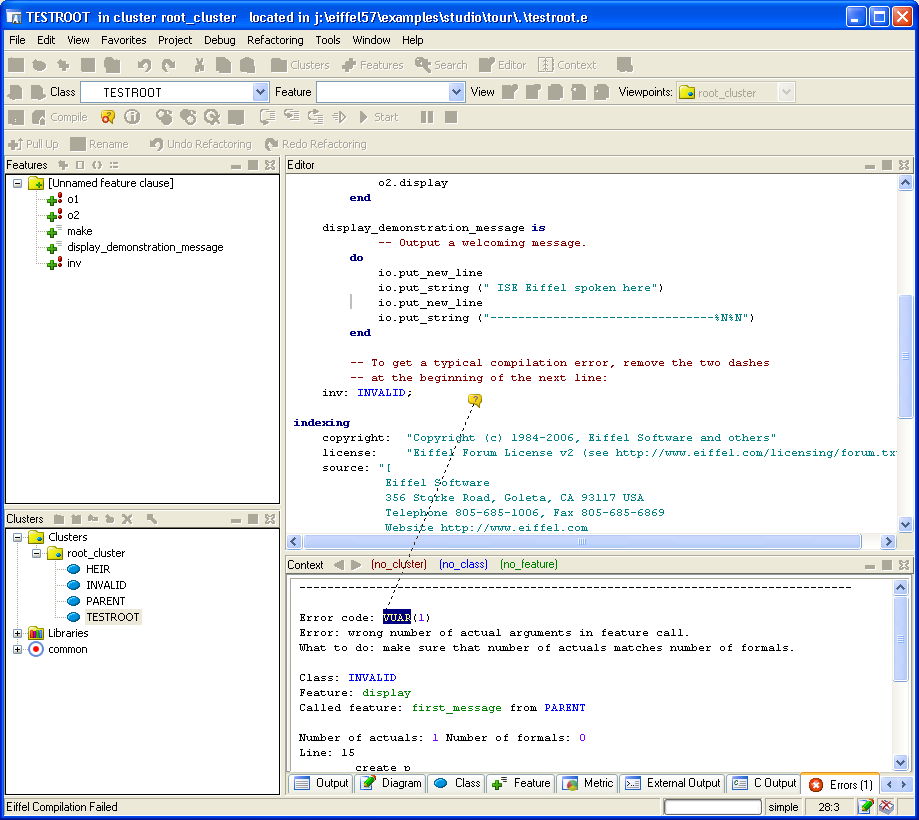 TESTROOT in cluster root_cluster located in j:\eiffel57\examples\studio\tour\.\testroot.e
File Edit View Favorites Project Debug Refactoring Tools Window Help
Clusters Features Search Editor Context
Class TESTROOT Feature View Viewpoints: root_cluster
Compile Start
Pull Up Rename Undo Refactoring Redo Refactoring
Features
[Unnamed feature clause]
o1
o2
make
display_demonstration_message
inv
Editor
o2.display
end
display_demonstration_message is
-- Output a welcoming message.
do
io.put_new_line
io.put_string (" ISE Eiffel spoken here")
io.put_new_line
io.put_string ("--------------------------------%N%N")
end
-- To get a typical compilation error, remove the two dashes
-- at the beginning of the next line:
inv: INVALID;
indexing
copyright: "Copyright (c) 1984-2006, Eiffel Software and others"
license: "Eiffel Forum License v2 (see http://www.eiffel.com/licensing/forum.tx
source: "[
Eiffel Software
356 Storke Road, Goleta, CA 93117 USA
Telephone 805-685-1006, Fax 805-685-6869
Website http://www.eiffel.com
Clusters
Clusters
root_cluster
HEIR
INVALID
PARENT
TESTROOT
Libraries
common
Context (no_cluster) (no_class) (no_feature)
-------------------------------------------------------------------------------
Error code: VUAR(1)
Error: wrong number of actual arguments in feature call.
What to do: make sure that number of actuals matches number of formals.
Class: INVALID
Feature: display
Called feature: first_message from PARENT
Number of actuals: 1 Number of formals: 0
Line: 15
create p
Output Diagram Class Feature Metric External Output C Output Errors (1)
Eiffel Compilation Failed simple 28:3